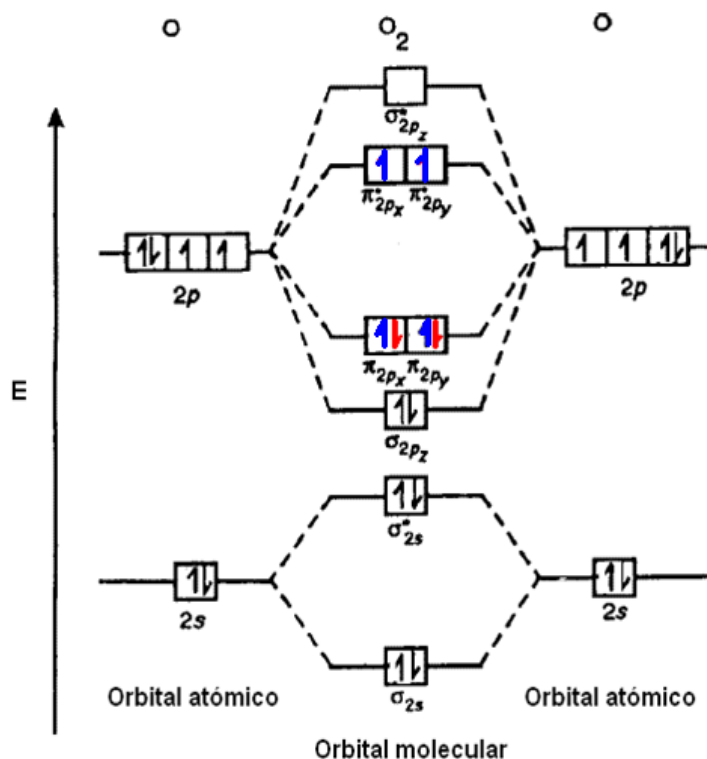 O O₂ O
σ*2pz
π*2px π*2py
2p 2p
π2px π2py
E
σ2pz
σ*2s
2s 2s
σ2s
Orbital atómico Orbital atómico
Orbital molecular